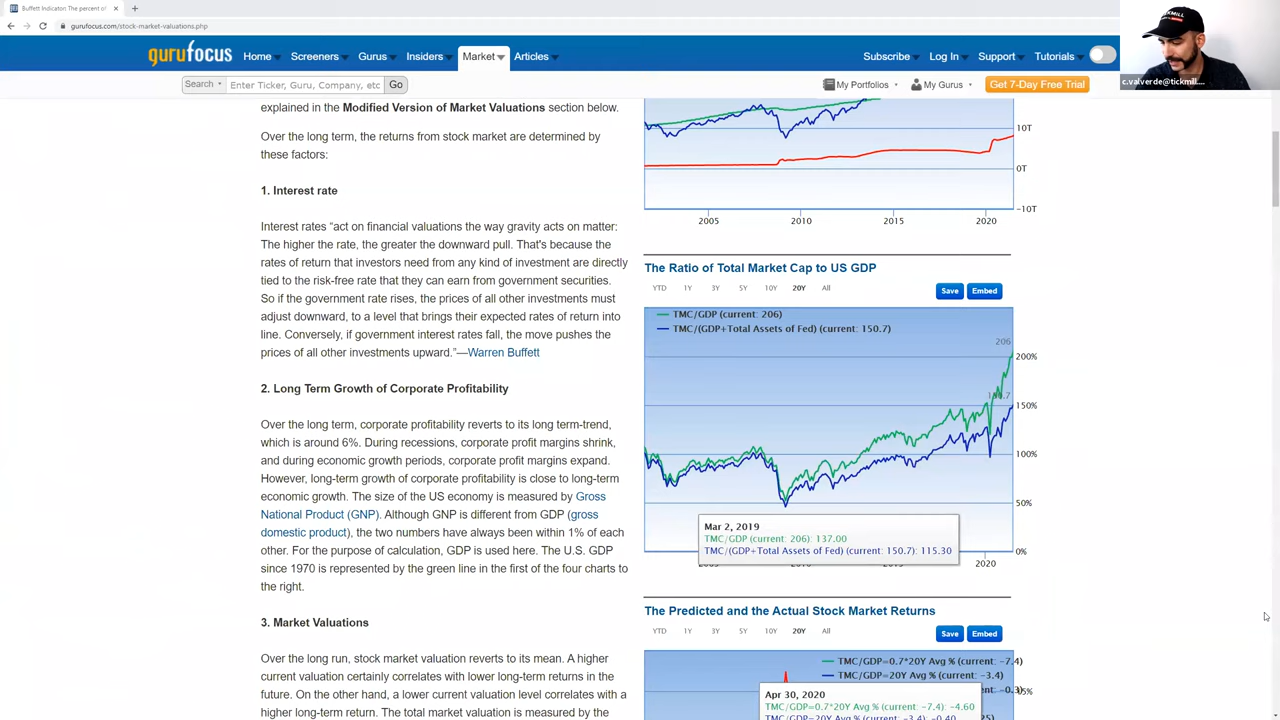 Buffett Indicator: The percent of
gurufocus.com/stock-market-valuations.php
gurufocus Home Screeners Gurus Insiders Market Articles Subscribe Log In Support Tutorials
Search Enter Ticker, Guru, Company, etc Go My Portfolios My Gurus Get 7-Day Free Trial
TICKMILL
c.valverde@tickmill....
explained in the Modified Version of Market Valuations section below.
Over the long term, the returns from stock market are determined by
these factors:
1. Interest rate
Interest rates “act on financial valuations the way gravity acts on matter:
The higher the rate, the greater the downward pull. That's because the
rates of return that investors need from any kind of investment are directly
tied to the risk-free rate that they can earn from government securities.
So if the government rate rises, the prices of all other investments must
adjust downward, to a level that brings their expected rates of return into
line. Conversely, if government interest rates fall, the move pushes the
prices of all other investments upward.”—Warren Buffett
2. Long Term Growth of Corporate Profitability
Over the long term, corporate profitability reverts to its long term-trend,
which is around 6%. During recessions, corporate profit margins shrink,
and during economic growth periods, corporate profit margins expand.
However, long-term growth of corporate profitability is close to long-term
economic growth. The size of the US economy is measured by Gross
National Product (GNP). Although GNP is different from GDP (gross
domestic product), the two numbers have always been within 1% of each
other. For the purpose of calculation, GDP is used here. The U.S. GDP
since 1970 is represented by the green line in the first of the four charts to
the right.
3. Market Valuations
Over the long run, stock market valuation reverts to its mean. A higher
current valuation certainly correlates with lower long-term returns in the
future. On the other hand, a lower current valuation level correlates with a
higher long-term return. The total market valuation is measured by the
10T
0T
-10T
2005 2010 2015 2020
The Ratio of Total Market Cap to US GDP
YTD 1Y 3Y 5Y 10Y 20Y All
Save Embed
TMC/GDP (current: 206)
TMC/(GDP+Total Assets of Fed) (current: 150.7)
206
200%
150%
100%
50%
0%
Mar 2, 2019
TMC/GDP (current: 206): 137.00
TMC/(GDP+Total Assets of Fed) (current: 150.7): 115.30
2020
The Predicted and the Actual Stock Market Returns
YTD 1Y 3Y 5Y 10Y 20Y All
Save Embed
TMC/GDP=0.7*20Y Avg % (current: -7.4)
TMC/GDP=20Y Avg % (current: -3.4)
Apr 30, 2020
TMC/GDP=0.7*20Y Avg % (current: -7.4): -4.60
TMC/GDP=20Y Avg % (current: -3.4): -0.40